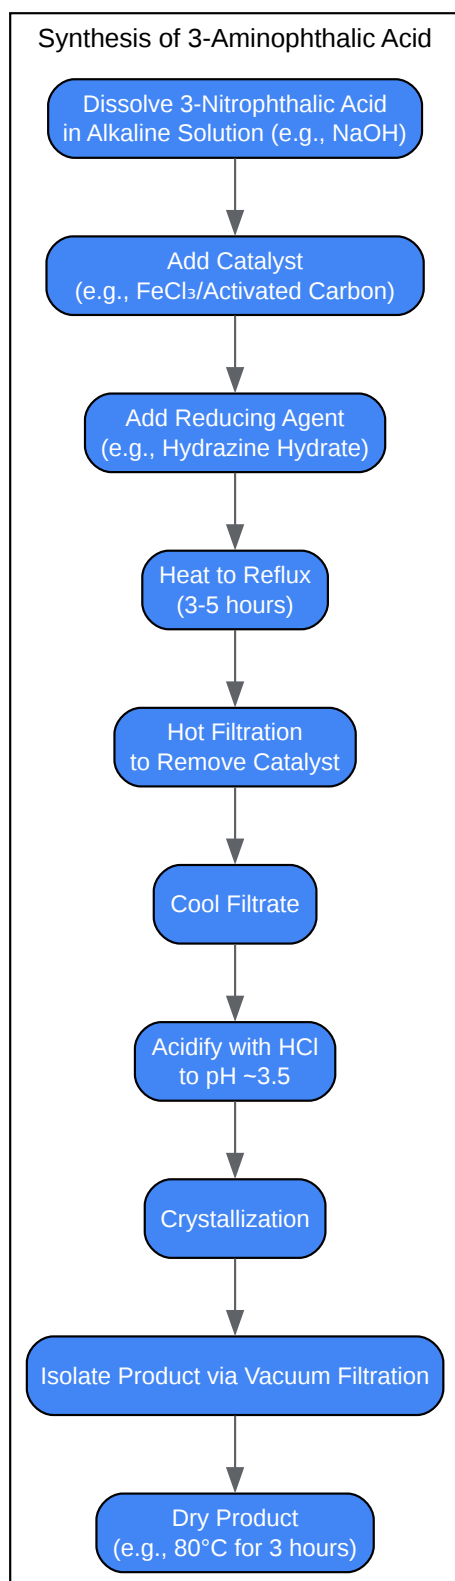 Synthesis of 3-Aminophthalic Acid
Dissolve 3-Nitrophthalic Acid
in Alkaline Solution (e.g., NaOH)
Add Catalyst
(e.g., FeCl₃/Activated Carbon)
Add Reducing Agent
(e.g., Hydrazine Hydrate)
Heat to Reflux
(3-5 hours)
Hot Filtration
to Remove Catalyst
Cool Filtrate
Acidify with HCl
to pH ~3.5
Crystallization
Isolate Product via Vacuum Filtration
Dry Product
(e.g., 80°C for 3 hours)